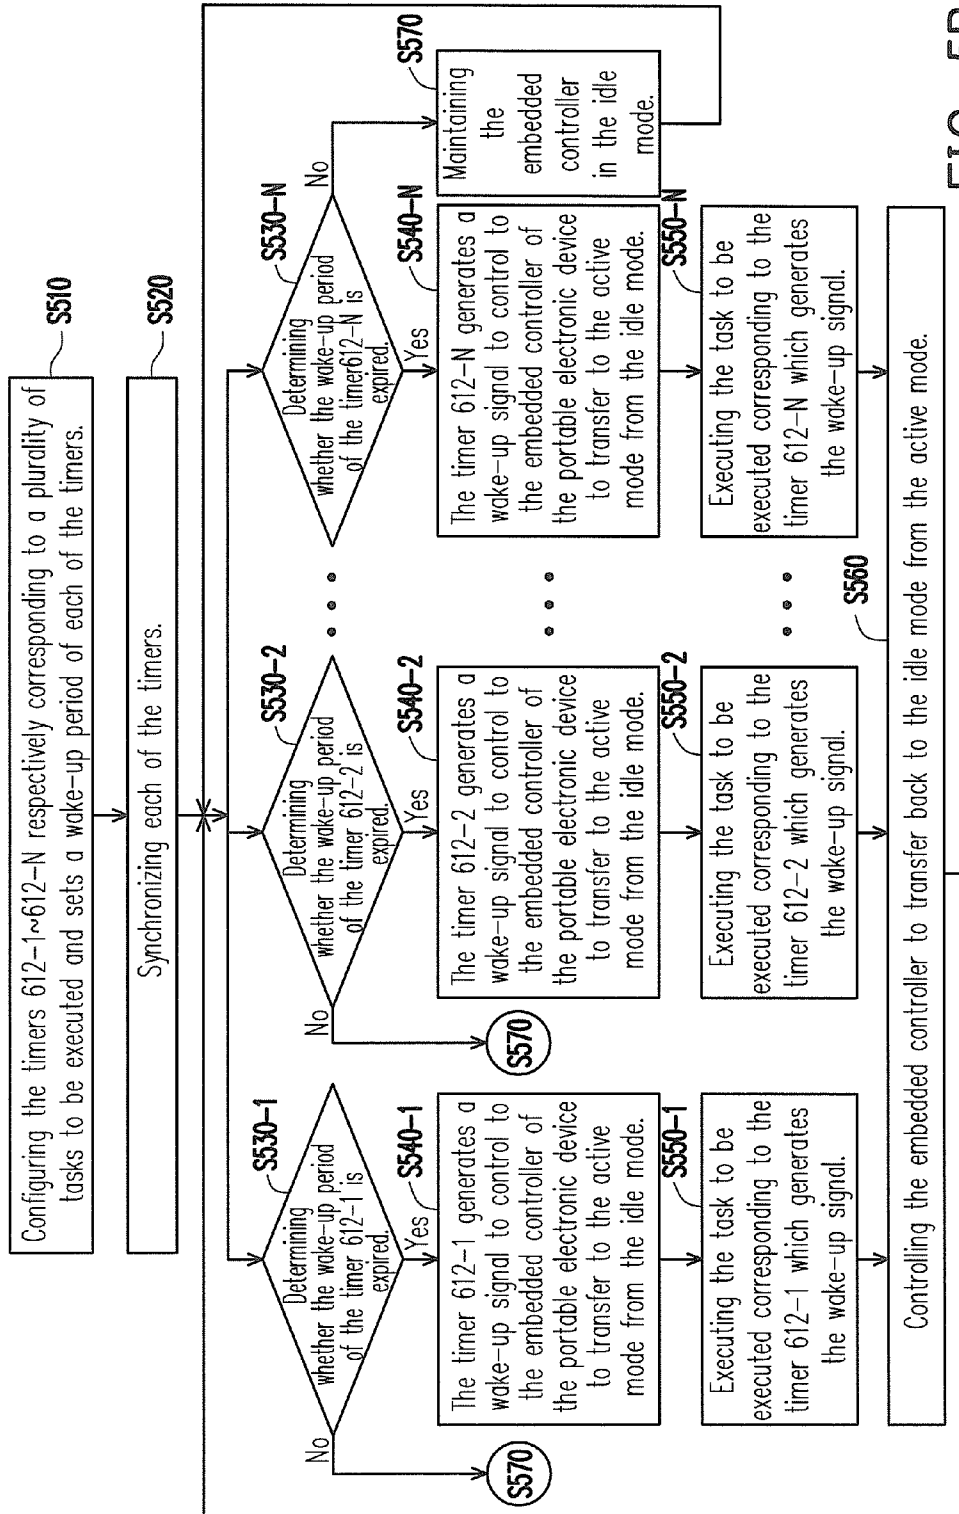 S510
Configuring the timers 612-1~612-N respectively corresponding to a plurality of
tasks to be executed and sets a wake-up period of each of the timers.
S520
Synchronizing each of the timers.
S530-1
Determining
whether the wake-up period
of the timer 612-1 is
expired.
No
S570
Yes
S540-1
The timer 612-1 generates a
wake-up signal to control to
the embedded controller of
the portable electronic device
to transfer to the active
mode from the idle mode.
S550-1
Executing the task to be
executed corresponding to the
timer 612-1 which generates
the wake-up signal.
S530-2
Determining
whether the wake-up period
of the timer 612-2 is
expired.
No
S570
Yes
S540-2
The timer 612-2 generates a
wake-up signal to control to
the embedded controller of
the portable electronic device
to transfer to the active
mode from the idle mode.
S550-2
Executing the task to be
executed corresponding to the
timer 612-2 which generates
the wake-up signal.
S530-N
Determining
whether the wake-up period
of the timer612-N is
expired.
No
S570
Maintaining
the
embedded
controller
in the idle
mode.
Yes
S540-N
The timer 612-N generates a
wake-up signal to control to
the embedded controller of
the portable electronic device
to transfer to the active
mode from the idle mode.
S550-N
Executing the task to be
executed corresponding to the
timer 612-N which generates
the wake-up signal.
S560
Controlling the embedded controller to transfer back to the idle mode from the active mode.